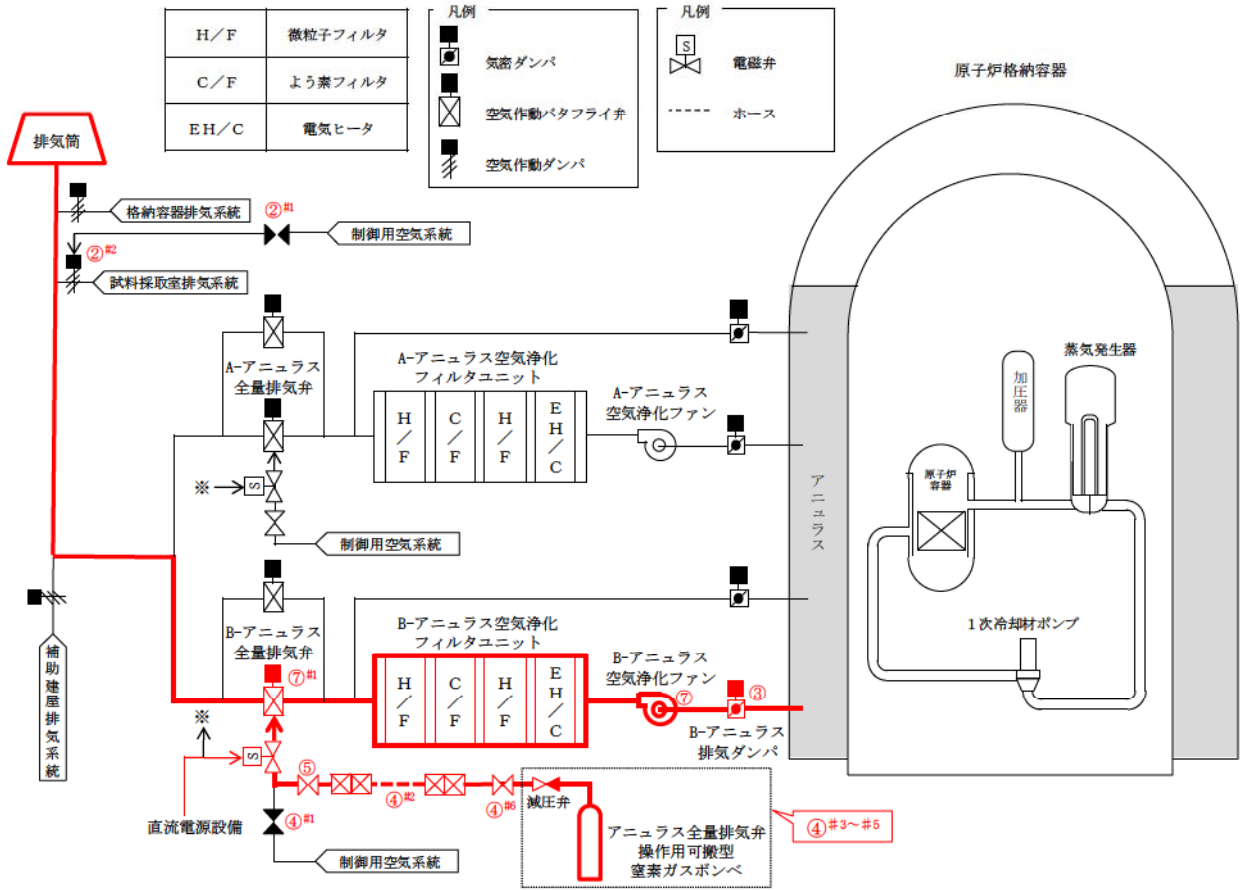 H/F 微粒子フィルタ
C/F よう素フィルタ
EH/C 電気ヒータ
凡例
気密ダンパ
空気作動バタフライ弁
空気作動ダンパ
凡例
S
電磁弁
ホース
原子炉格納容器
排気筒
格納容器排気系統
②#1
制御用空気系統
②#2
試料採取室排気系統
A-アニュラス
全量排気弁
A-アニュラス空気浄化
フィルタユニット
H/F
C/F
H/F
EH/C
A-アニュラス
空気浄化ファン
※
S
制御用空気系統
アニュラス
蒸気発生器
加圧器
原子炉
容器
1次冷却材ポンプ
補助建屋排気系統
B-アニュラス
全量排気弁
⑦#1
B-アニュラス空気浄化
フィルタユニット
H/F
C/F
H/F
EH/C
B-アニュラス
空気浄化ファン
⑦
③
B-アニュラス
排気ダンパ
※
S
直流電源設備
⑤
④#2
④#6
減圧弁
④#1
制御用空気系統
アニュラス全量排気弁
操作用可搬型
窒素ガスボンベ
④#3~#5